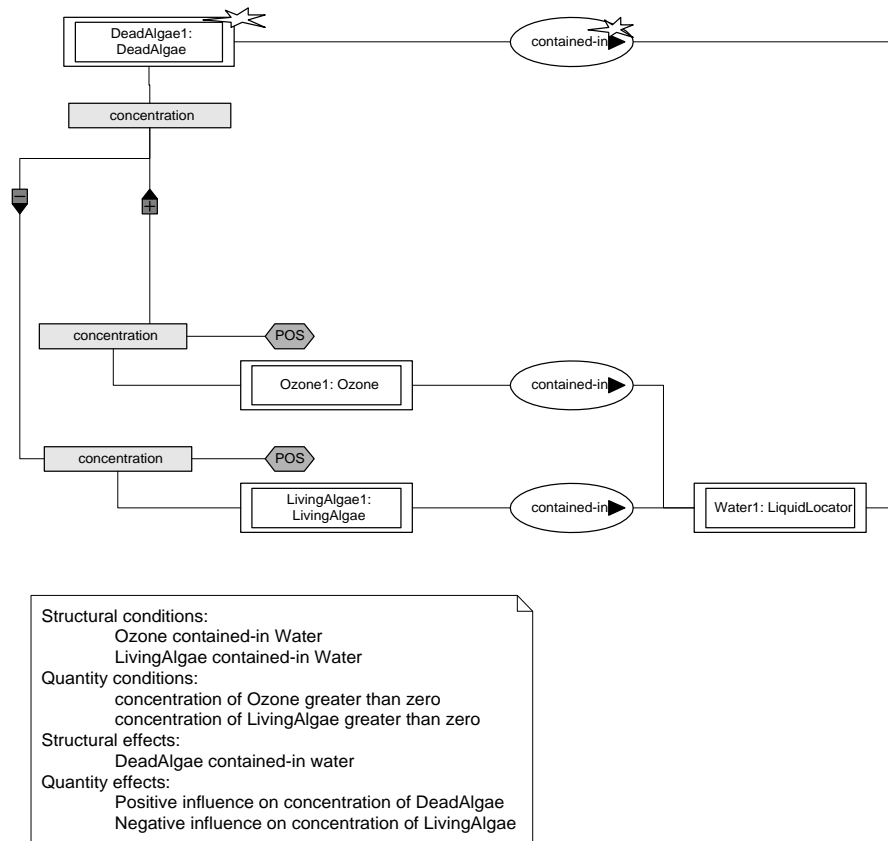 DeadAlgae1:
DeadAlgae
contained-in
concentration
−
+
concentration
POS
Ozone1: Ozone
contained-in
concentration
POS
LivingAlgae1:
LivingAlgae
contained-in
Water1: LiquidLocator
Structural conditions:
Ozone contained-in Water
LivingAlgae contained-in Water
Quantity conditions:
concentration of Ozone greater than zero
concentration of LivingAlgae greater than zero
Structural effects:
DeadAlgae contained-in water
Quantity effects:
Positive influence on concentration of DeadAlgae
Negative influence on concentration of LivingAlgae